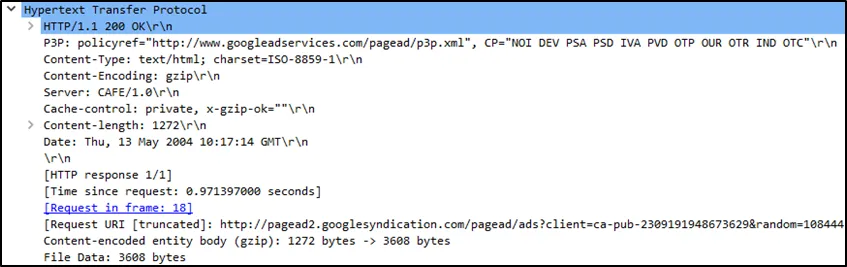 Hypertext Transfer Protocol
HTTP/1.1 200 OK\r\n
P3P: policyref="http://www.googleadservices.com/pagead/p3p.xml", CP="NOI DEV PSA PSD IVA PVD OTP OUR OTR IND OTC"\r\n
Content-Type: text/html; charset=ISO-8859-1\r\n
Content-Encoding: gzip\r\n
Server: CAFE/1.0\r\n
Cache-control: private, x-gzip-ok=""\r\n
Content-length: 1272\r\n
Date: Thu, 13 May 2004 10:17:14 GMT\r\n
\r\n
[HTTP response 1/1]
[Time since request: 0.971397000 seconds]
[Request in frame: 18]
[Request URI [truncated]: http://pagead2.googlesyndication.com/pagead/ads?client=ca-pub-2309191948673629&random=108444
Content-encoded entity body (gzip): 1272 bytes -> 3608 bytes
File Data: 3608 bytes